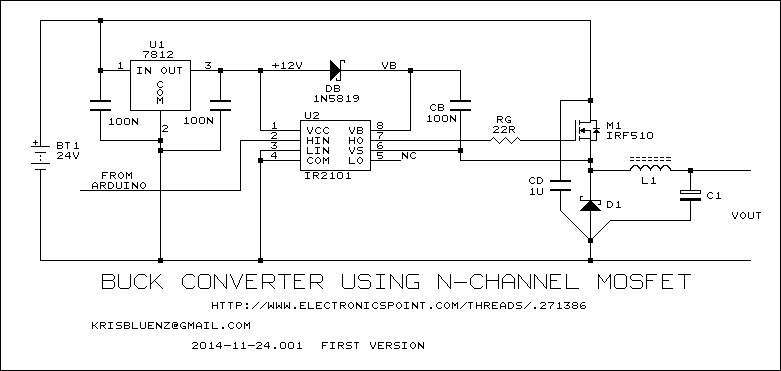 U1
7812
1
IN OUT
3
COM
2
100N
100N
+12V
VB
DB
1N5819
CB
100N
U2
1 VCC VB 8
2 HIN HO 7
3 LIN VS 6
4 COM LO 5
NC
IR2101
RG
22R
M1
IRF510
+
BT1
24V
FROM
ARDUINO
CD
1U
L1
D1
C1
VOUT
BUCK CONVERTER USING N-CHANNEL MOSFET
HTTP://WWW.ELECTRONICSPOINT.COM/THREADS/.271386
KRISBLUENZ@GMAIL.COM
2014-11-24.001 FIRST VERSION